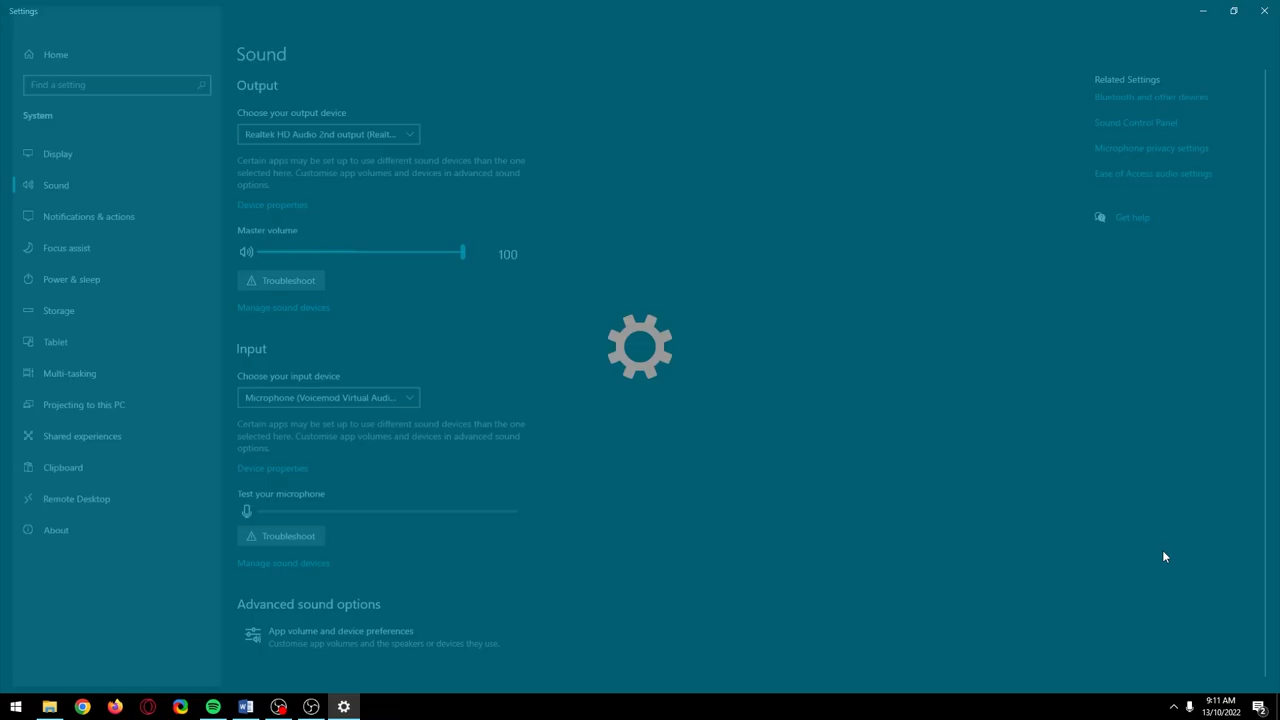 Settings
Home
Find a setting
System
Display
Sound
Notifications & actions
Focus assist
Power & sleep
Storage
Tablet
Multi-tasking
Projecting to this PC
Shared experiences
Clipboard
Remote Desktop
About
Sound
Output
Choose your output device
Realtek HD Audio 2nd output (Realt...
Certain apps may be set up to use different sound devices than the one
selected here. Customise app volumes and devices in advanced sound
options.
Device properties
Master volume
100
Troubleshoot
Manage sound devices
Input
Choose your input device
Microphone (Voicemod Virtual Audi...
Certain apps may be set up to use different sound devices than the one
selected here. Customise app volumes and devices in advanced sound
options.
Device properties
Test your microphone
Troubleshoot
Manage sound devices
Advanced sound options
App volume and device preferences
Customise app volumes and the speakers or devices they use.
Related Settings
Bluetooth and other devices
Sound Control Panel
Microphone privacy settings
Ease of Access audio settings
Get help
9:11 AM
13/10/2022
2